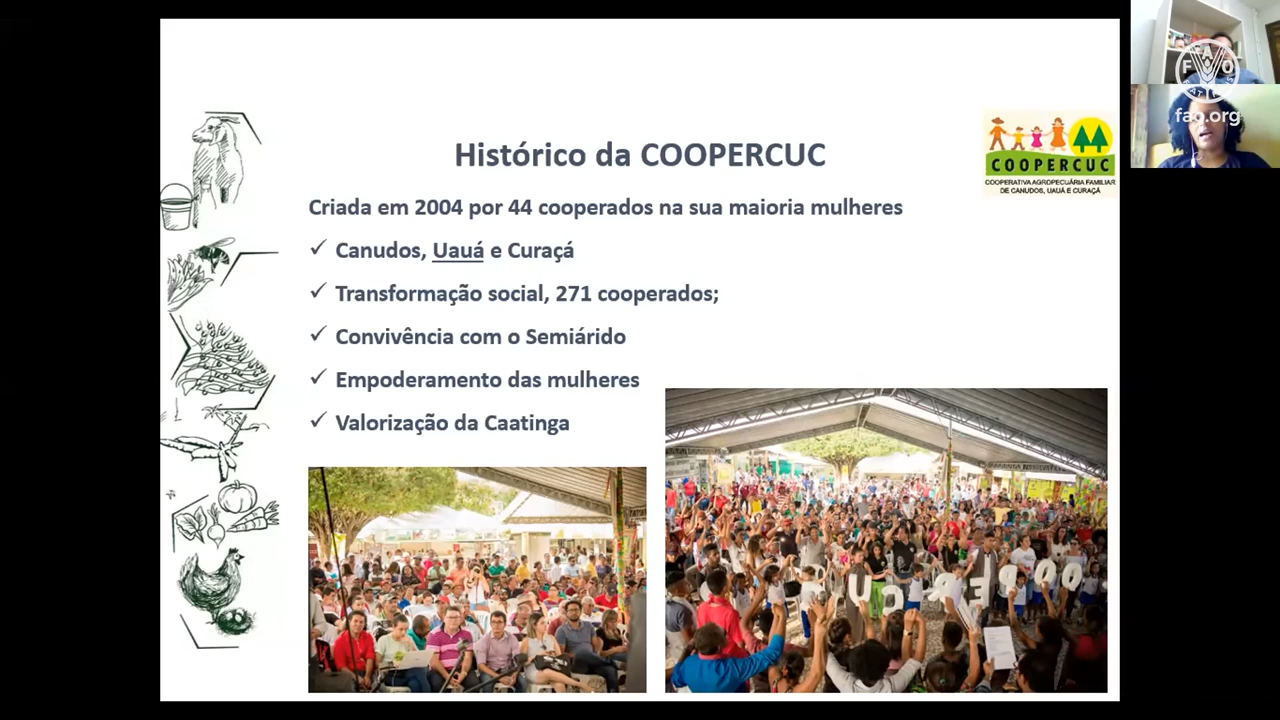 Histórico da COOPERCUC
Criada em 2004 por 44 cooperados na sua maioria mulheres
✓ Canudos, Uauá e Curaçá
✓ Transformação social, 271 cooperados;
✓ Convivência com o Semiárido
✓ Empoderamento das mulheres
✓ Valorização da Caatinga
COOPERCUC
COOPERATIVA AGROPECUÁRIA FAMILIAR
DE CANUDOS, UAUÁ E CURAÇÁ
FAO
fao.org